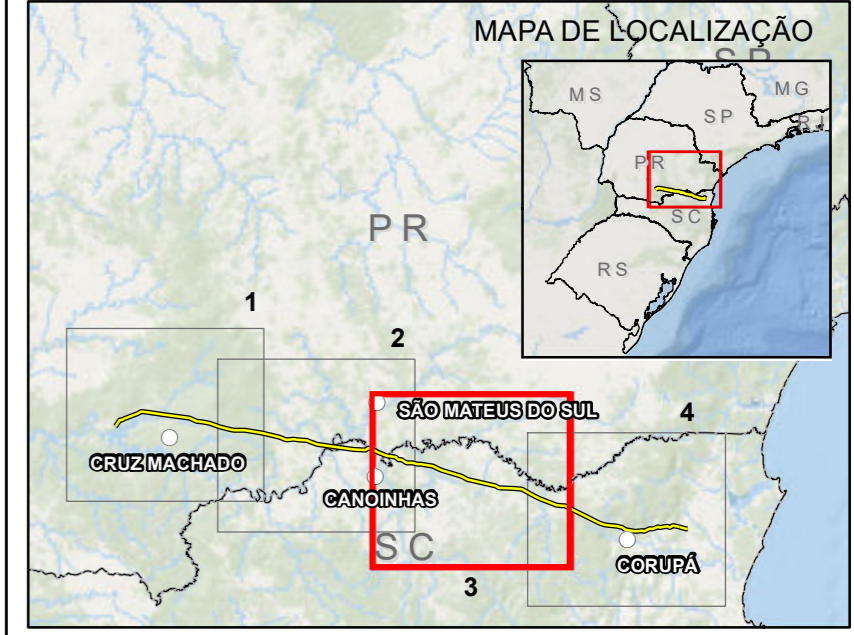 MAPA DE LOCALIZAÇÃO
SP
MS
MG
SP
RJ
PR
SC
RS
PR
1
2
SÃO MATEUS DO SUL
4
CRUZ MACHADO
CANOINHAS
SC
CORUPÁ
3